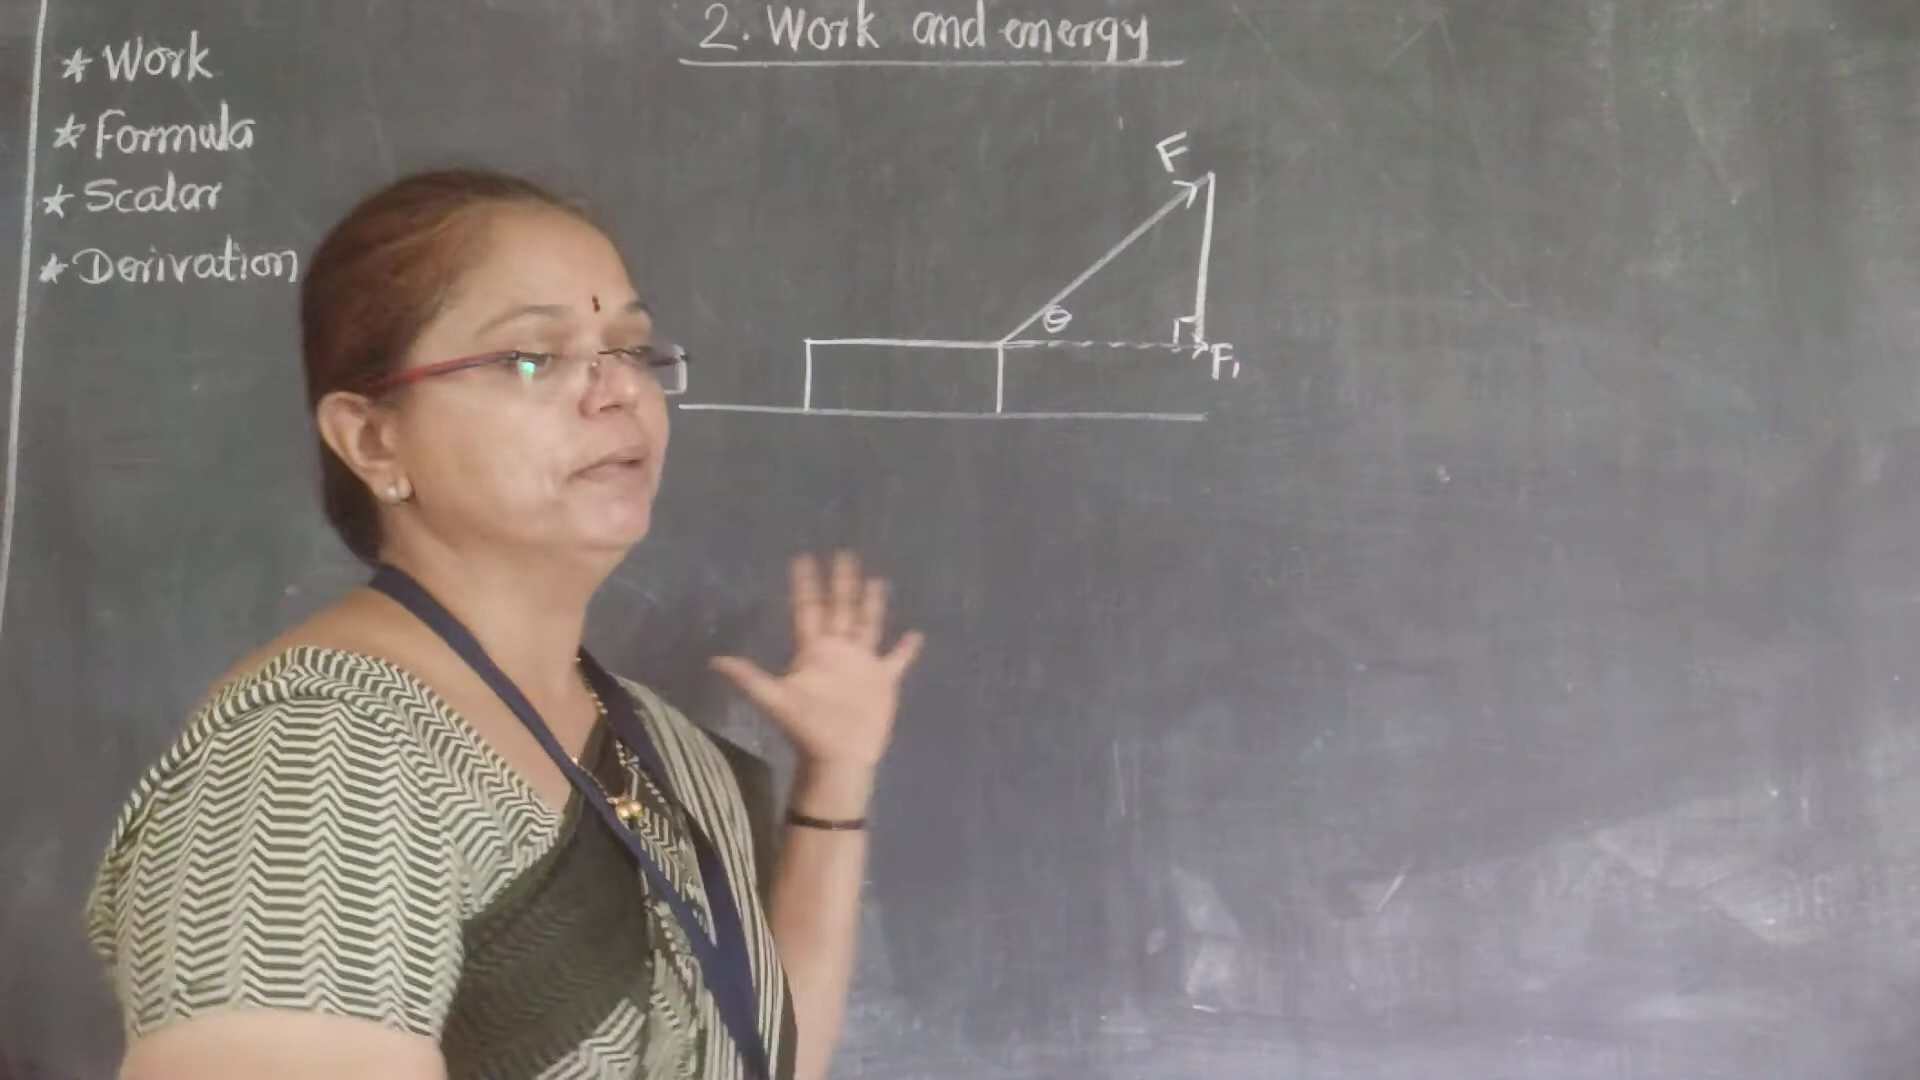 2. Work and energy
* Work
* Formula
* Scalar
* Derivation
F
θ
F1